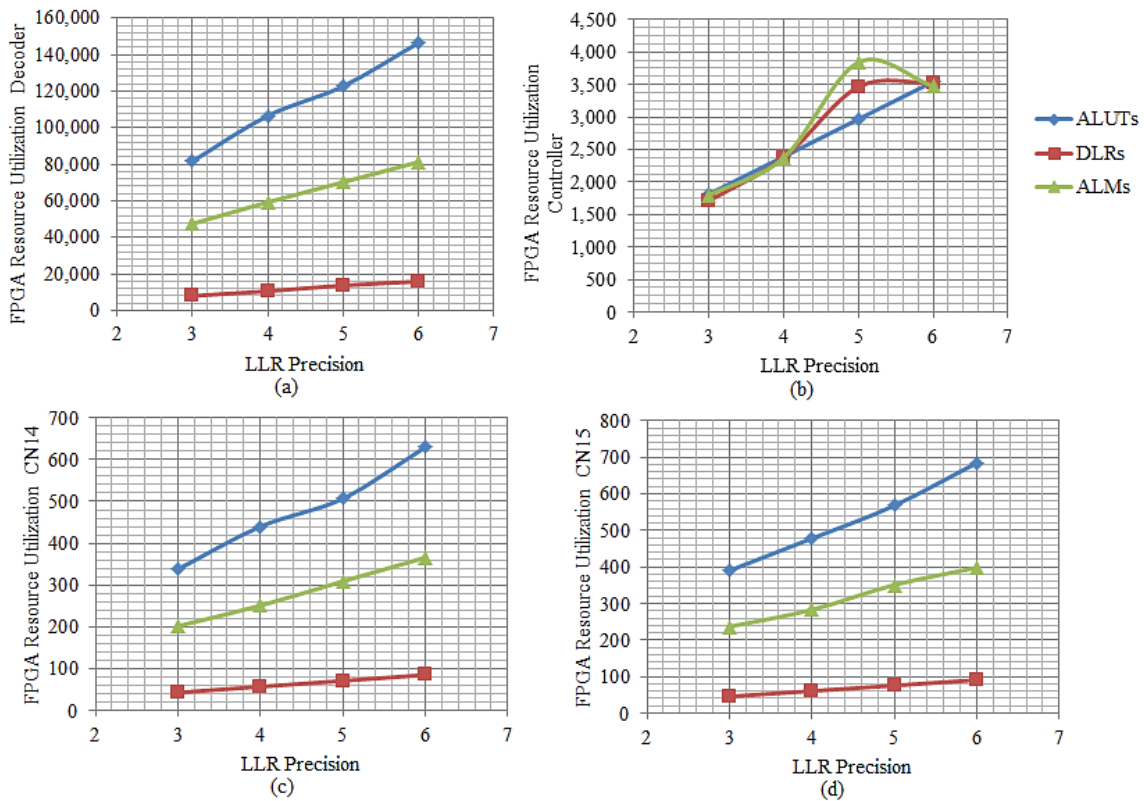 FPGA Resource Utilization Decoder
160,000
140,000
120,000
100,000
80,000
60,000
40,000
20,000
0
2 3 4 5 6 7
LLR Precision
(a)
FPGA Resource Utilization
Controller
4,500
4,000
3,500
3,000
2,500
2,000
1,500
1,000
500
0
2 3 4 5 6 7
LLR Precision
(b)
ALUTs
DLRs
ALMs
FPGA Resource Utilization CN14
700
600
500
400
300
200
100
0
2 3 4 5 6 7
LLR Precision
(c)
FPGA Resource Utilization CN15
800
700
600
500
400
300
200
100
0
2 3 4 5 6 7
LLR Precision
(d)